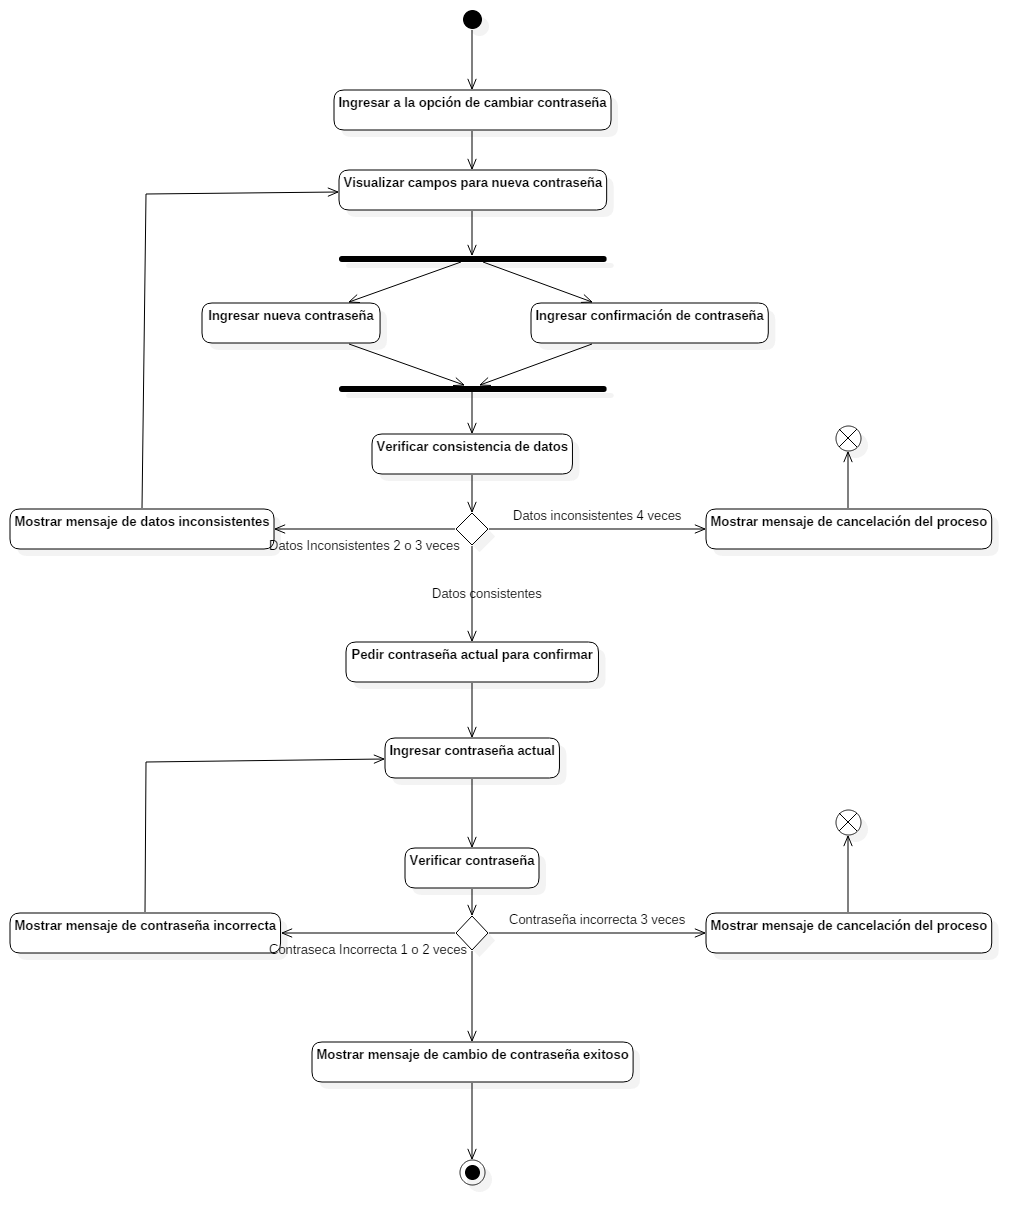 Ingresar a la opción de cambiar contraseña
Visualizar campos para nueva contraseña
Ingresar nueva contraseña
Ingresar confirmación de contraseña
Verificar consistencia de datos
Mostrar mensaje de datos inconsistentes
Datos Inconsistentes 2 o 3 veces
Datos inconsistentes 4 veces
Mostrar mensaje de cancelación del proceso
Datos consistentes
Pedir contraseña actual para confirmar
Ingresar contraseña actual
Verificar contraseña
Mostrar mensaje de contraseña incorrecta
Contraseca Incorrecta 1 o 2 veces
Contraseña incorrecta 3 veces
Mostrar mensaje de cancelación del proceso
Mostrar mensaje de cambio de contraseña exitoso